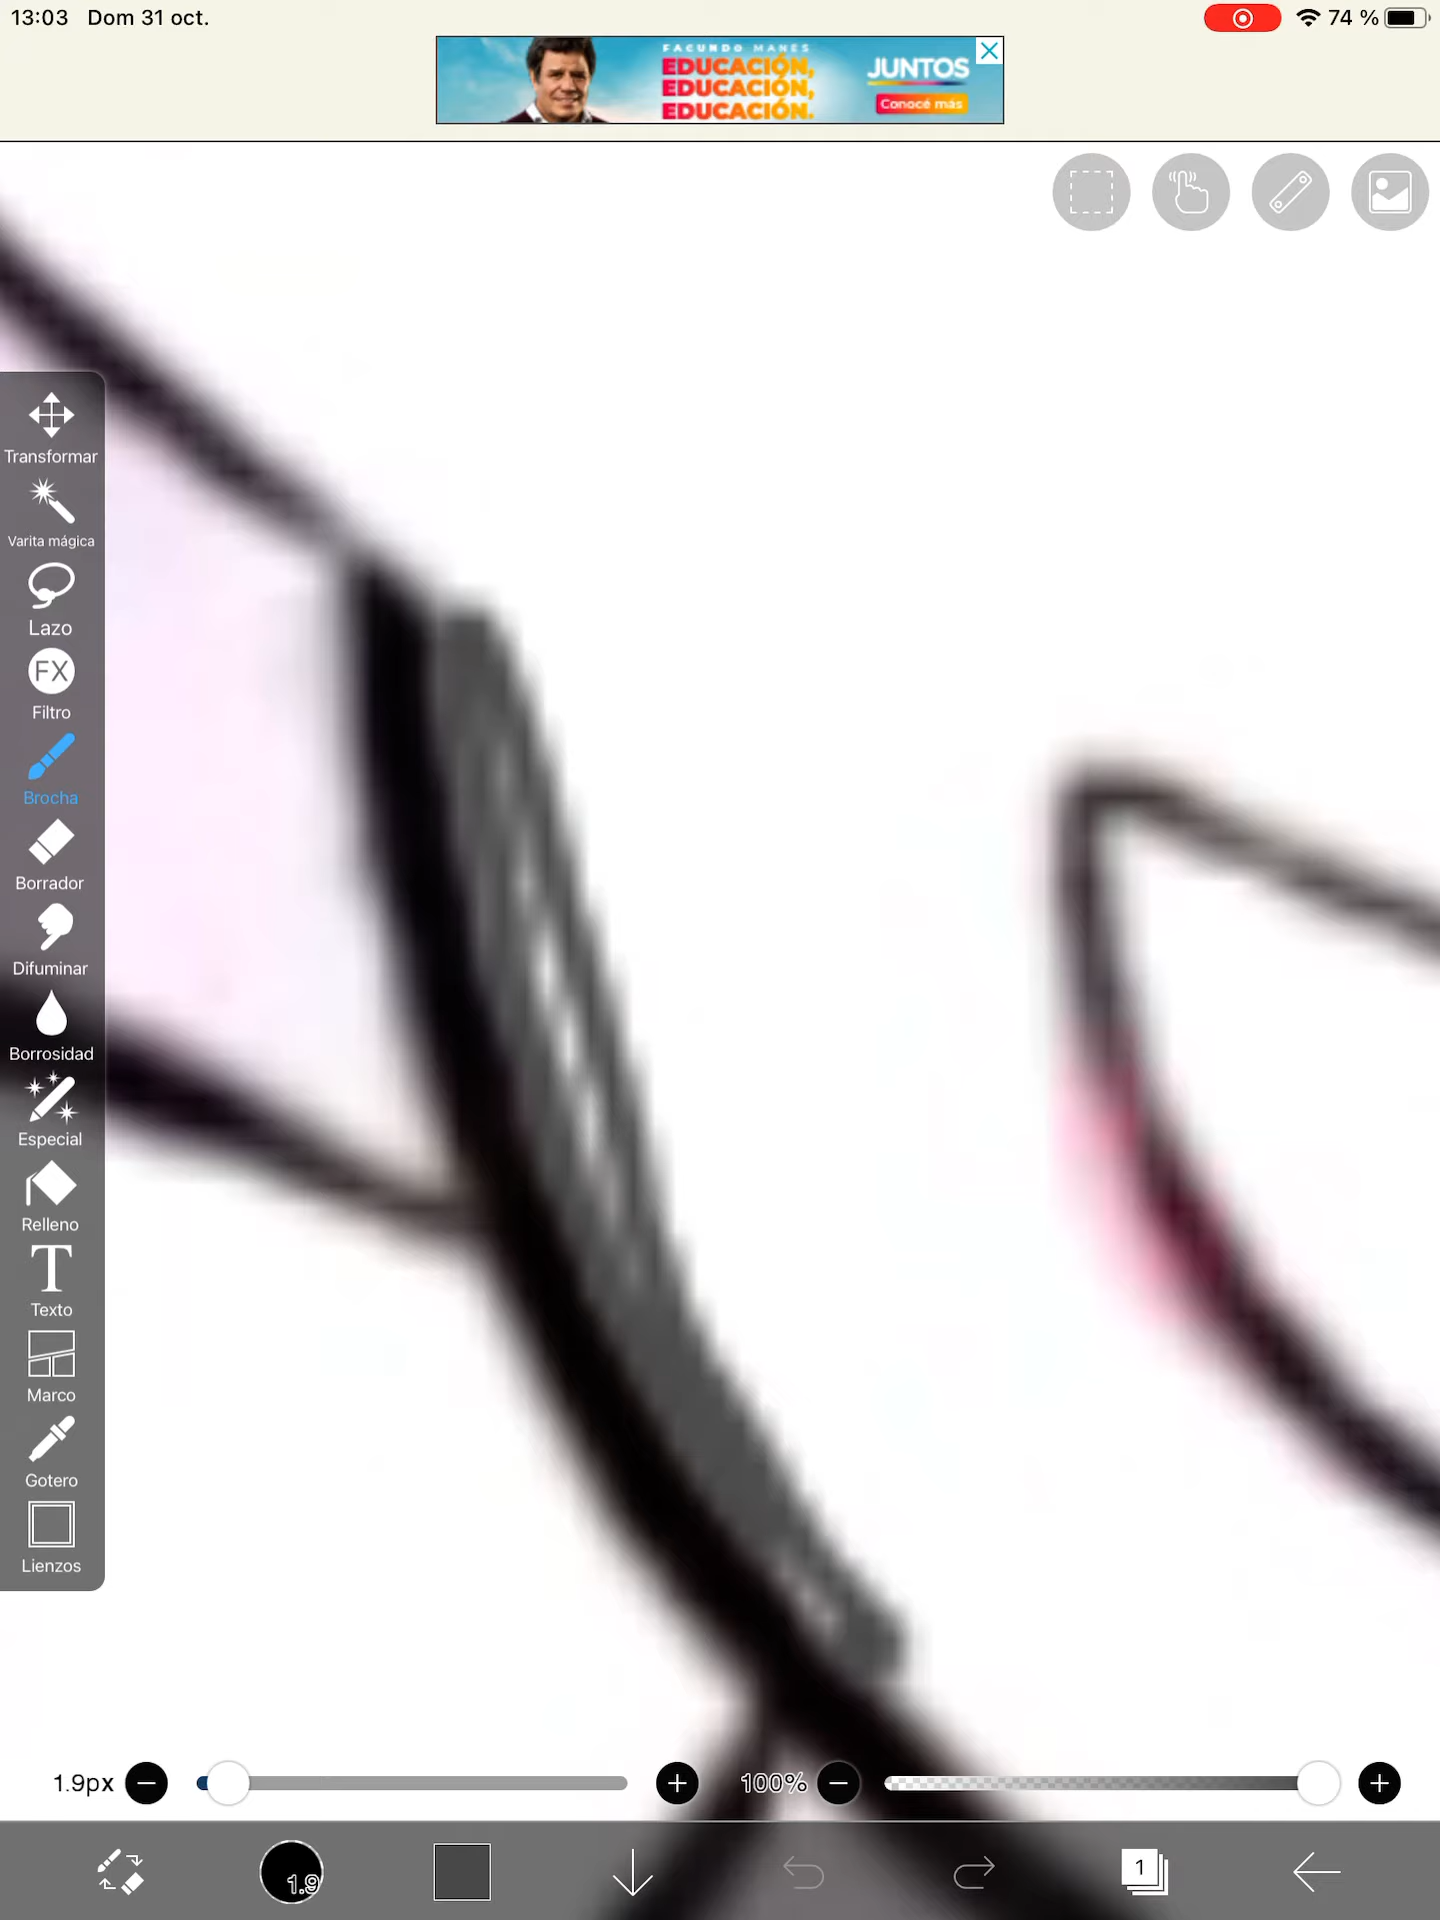 13:03 Dom 31 oct.
74 %
FACUNDO MANES
EDUCACIÓN,
EDUCACIÓN,
EDUCACIÓN.
JUNTOS
Conocé más
Transformar
Varita mágica
Lazo
FX
Filtro
Brocha
Borrador
Difuminar
Borrosidad
Especial
Relleno
T
Texto
Marco
Gotero
Lienzos
1.9px
100%
1.9
1